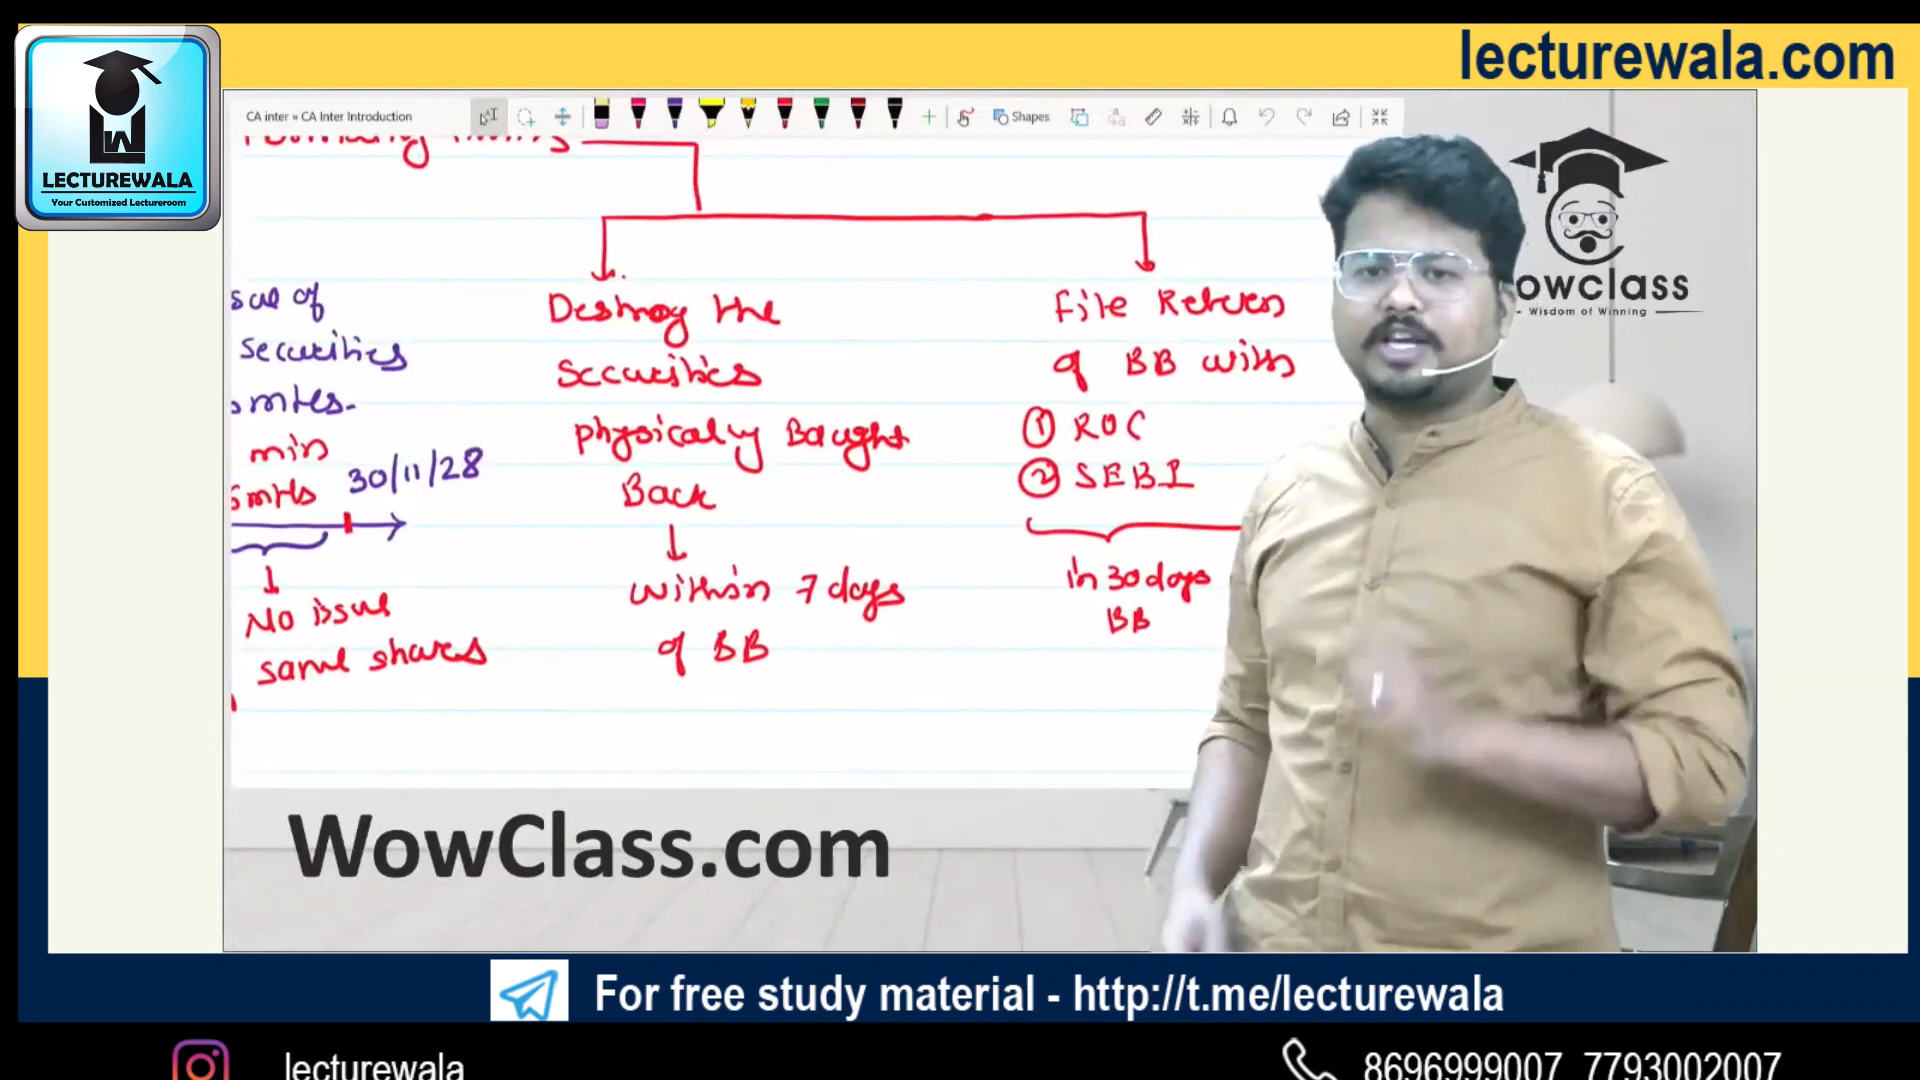 lecturewala.com
LW
LECTUREWALA
Your Customized Lectureroom
CA inter » CA Inter Introduction
Shapes
owclass
- Wisdom of Winning
sue of
securities
mths.
min
6mths
30/11/28
No issue
same shares
Destroy the
Securities
physically Bought
Back
within 7 days
of BB
File Return
of BB with
① ROC
② SEBI
in 30 days
BB
WowClass.com
For free study material - http://t.me/lecturewala
lecturewala
8696999007, 7793002007